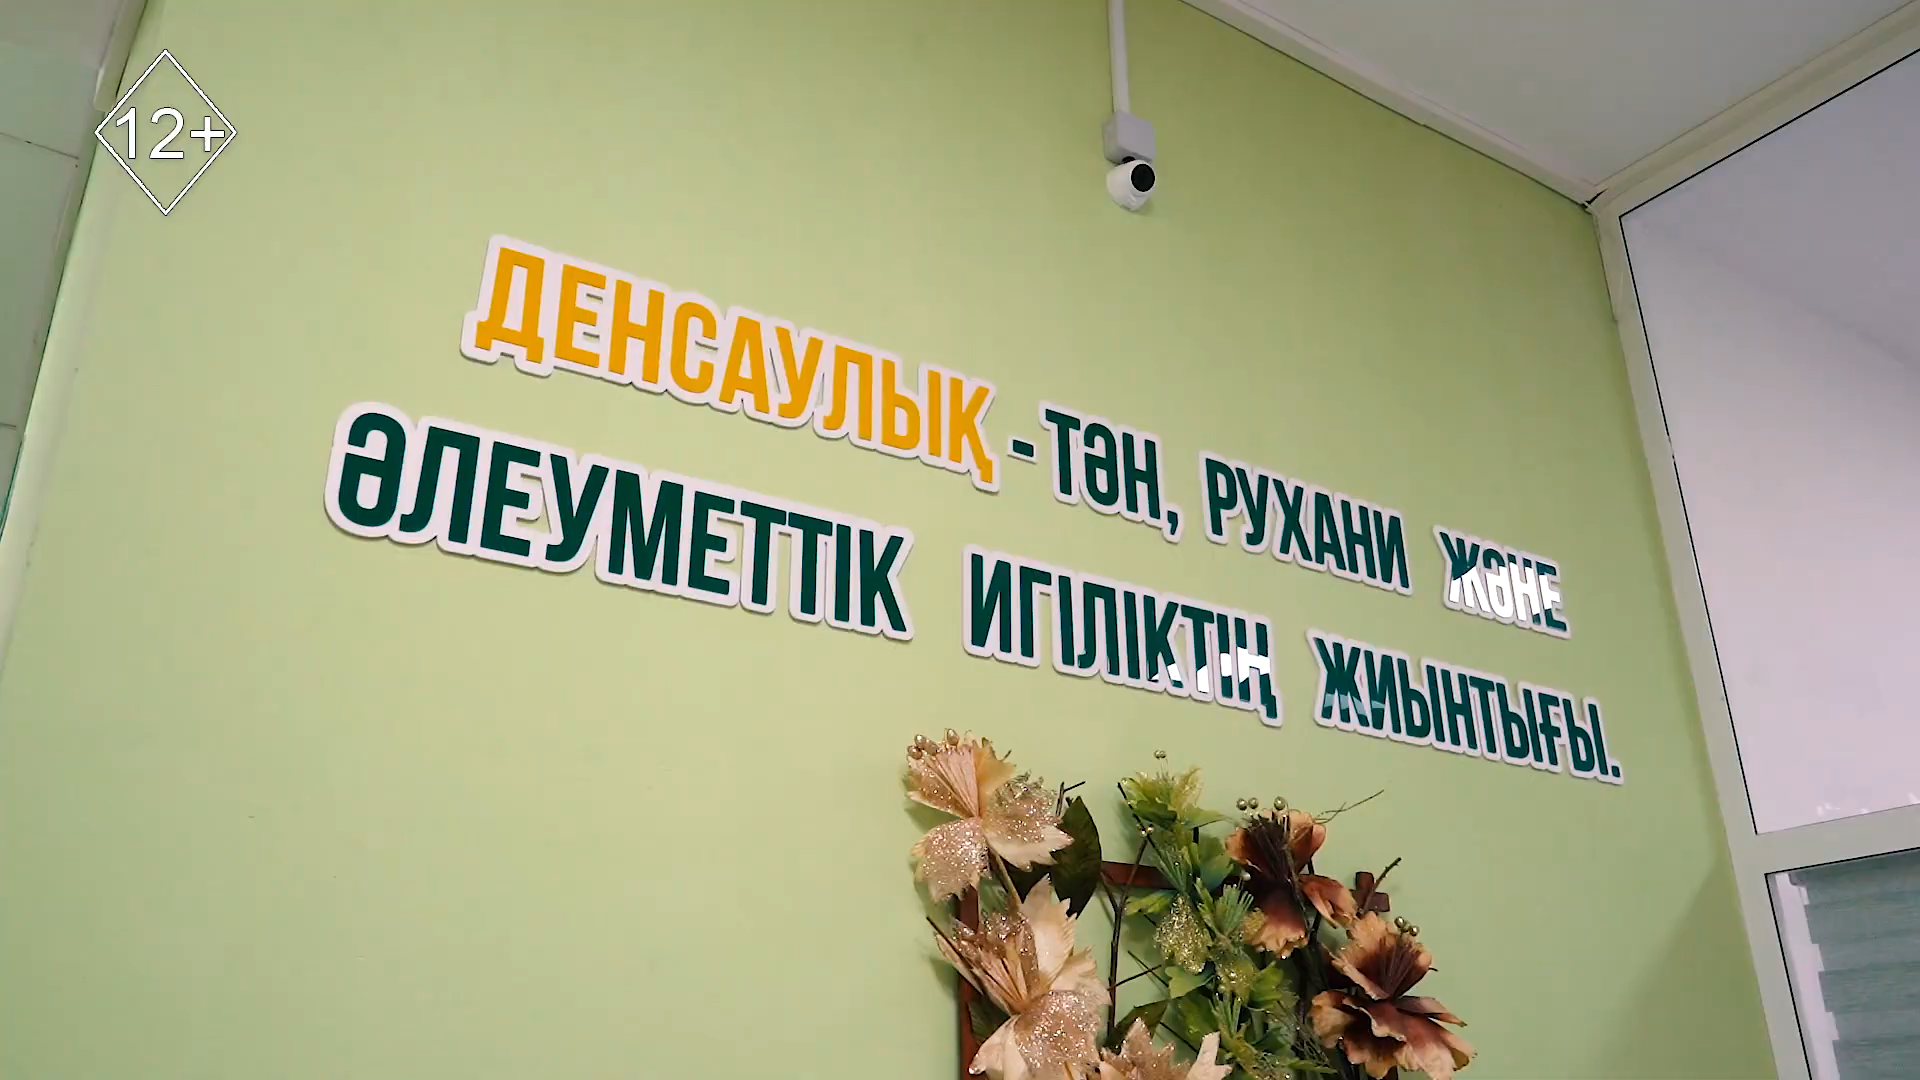 12+
ДЕНСАУЛЫҚ - ТӘН, РУХАНИ ЖӘНЕ
ӘЛЕУМЕТТІК ИГІЛІКТІҢ ЖИЫНТЫҒЫ.